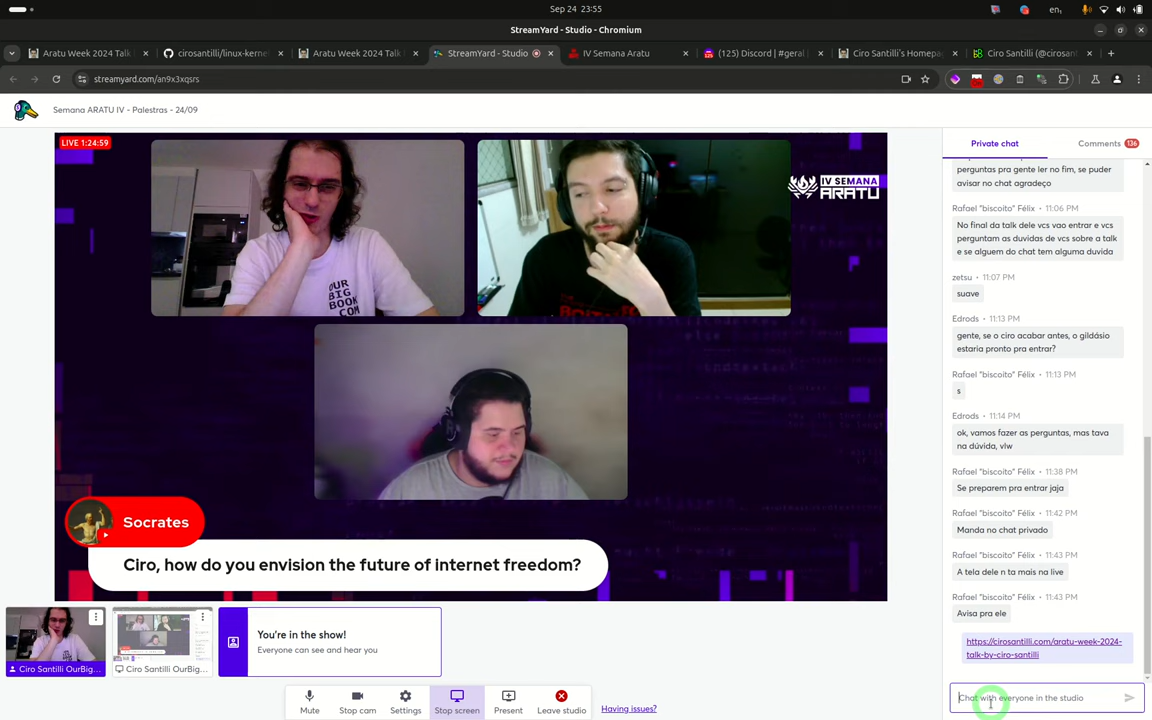 Sep 24 23:55
en,
StreamYard - Studio - Chromium
Aratu Week 2024 Talk
cirosantilli/linux-kerne
Aratu Week 2024 Talk
StreamYard - Studio
IV Semana Aratu
(125) Discord | #geral
Ciro Santilli's Homepa
Ciro Santilli (@cirosan
streamyard.com/an9x3xqsrs
Semana ARATU IV - Palestras - 24/09
LIVE 1:24:59
IV SEMANA
ARATU
OUR
BIG
BOOK
.COM
Socrates
Ciro, how do you envision the future of internet freedom?
Ciro Santilli OurBig...
Ciro Santilli OurBig...
You're in the show!
Everyone can see and hear you
Mute
Stop cam
Settings
Stop screen
Present
Leave studio
Having issues?
Private chat
Comments 136
perguntas pra gente ler no fim, se puder
avisar no chat agradeço
Rafael "biscoito" Félix • 11:06 PM
No final da talk dele vcs vao entrar e vcs
perguntam as duvidas de vcs sobre a talk
e se alguem do chat tem alguma duvida
zetsu • 11:07 PM
suave
Edrods • 11:13 PM
gente, se o ciro acabar antes, o gildásio
estaria pronto pra entrar?
Rafael "biscoito" Félix • 11:13 PM
s
Edrods • 11:14 PM
ok, vamos fazer as perguntas, mas tava
na dúvida, vlw
Rafael "biscoito" Félix • 11:38 PM
Se preparem pra entrar jaja
Rafael "biscoito" Félix • 11:42 PM
Manda no chat privado
Rafael "biscoito" Félix • 11:43 PM
A tela dele n ta mais na live
Rafael "biscoito" Félix • 11:43 PM
Avisa pra ele
https://cirosantilli.com/aratu-week-2024-
talk-by-ciro-santilli
Chat with everyone in the studio